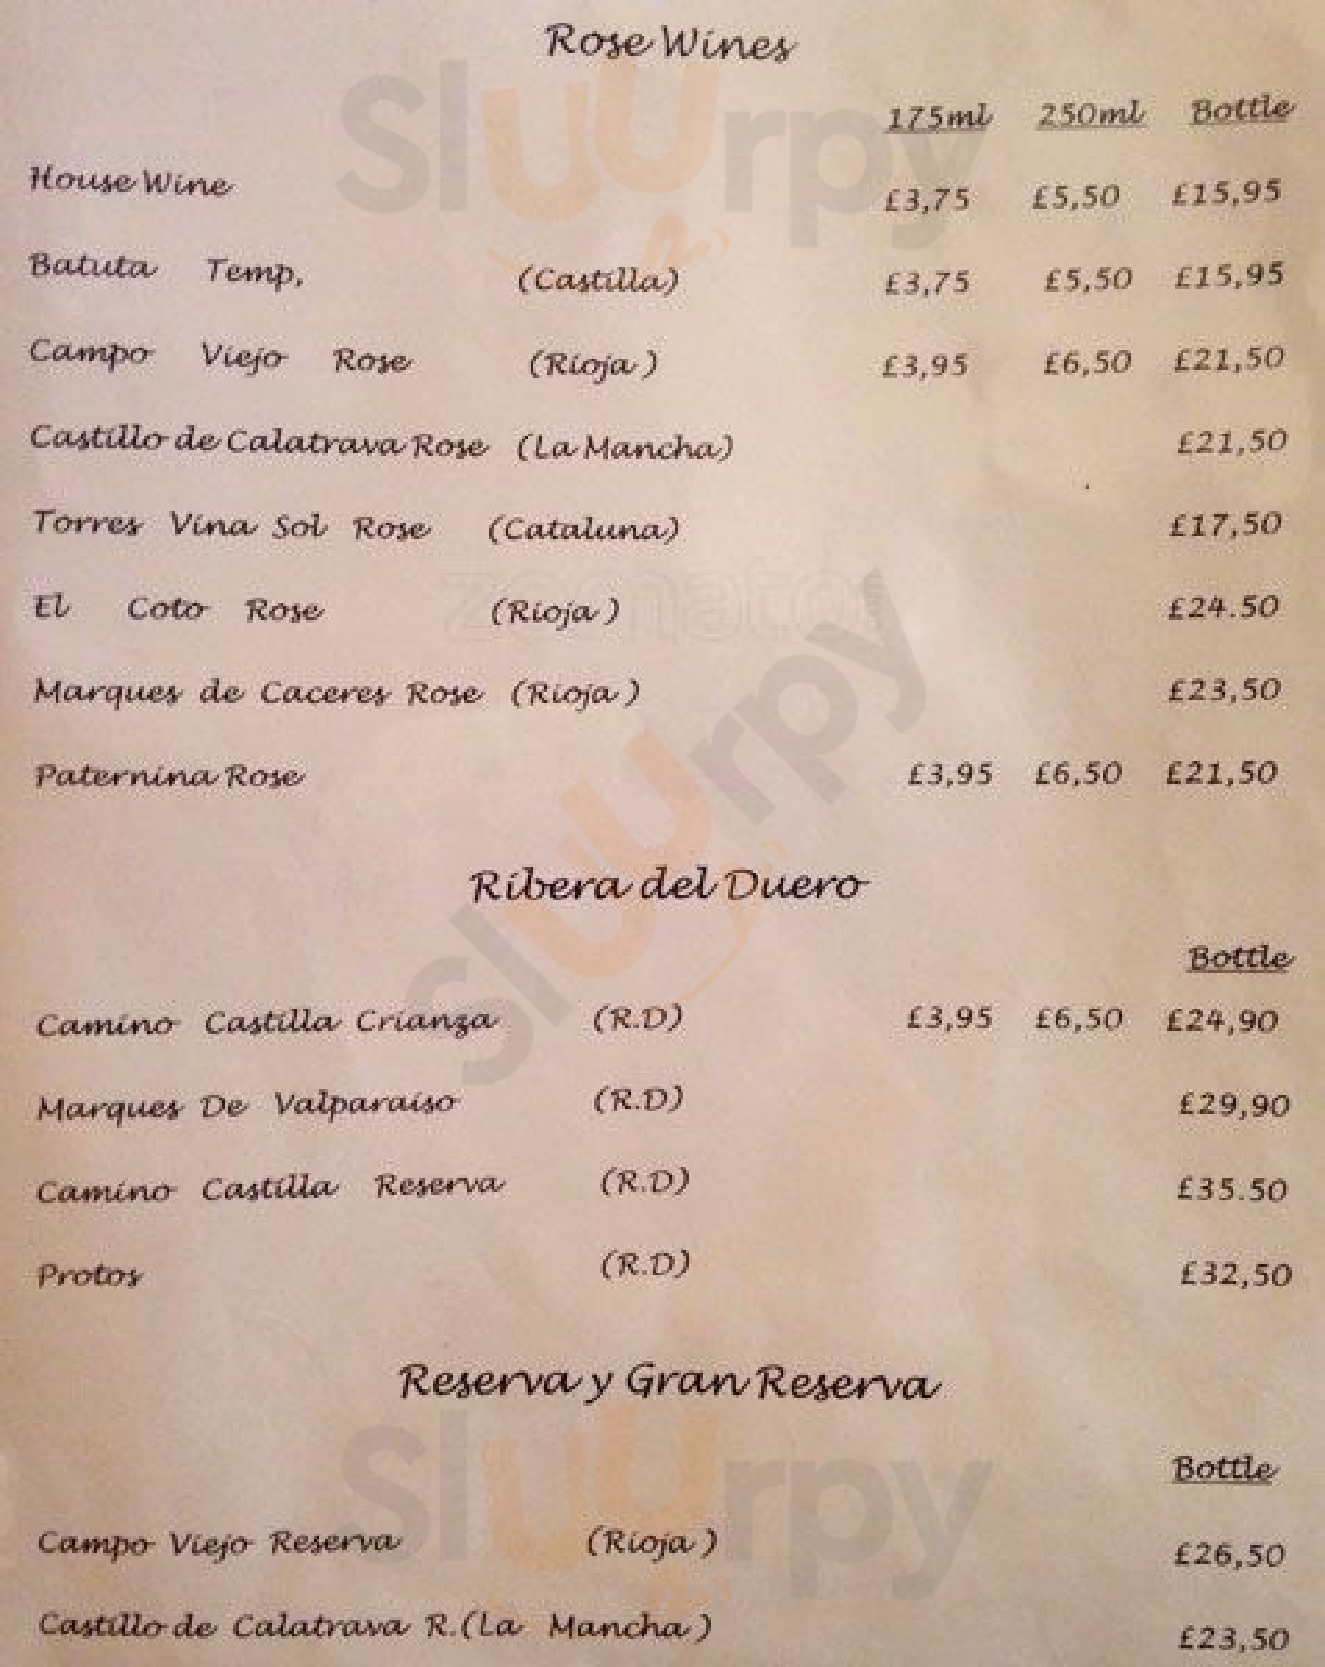 Rose Wines
175ml 250ml Bottle
House Wine £3,75 £5,50 £15,95
Batuta Temp, (Castilla) £3,75 £5,50 £15,95
Campo Viejo Rose (Rioja ) £3,95 £6,50 £21,50
Castillo de Calatrava Rose (La Mancha) £21,50
Torres Vina Sol Rose (Cataluna) £17,50
El Coto Rose (Rioja ) £24.50
Marques de Caceres Rose (Rioja ) £23,50
Paternina Rose £3,95 £6,50 £21,50
Ribera del Duero
Bottle
Camino Castilla Crianza (R.D) £3,95 £6,50 £24,90
Marques De Valparaiso (R.D) £29,90
Camino Castilla Reserva (R.D) £35.50
Protos (R.D) £32,50
Reserva y Gran Reserva
Bottle
Campo Viejo Reserva (Rioja ) £26,50
Castillo de Calatrava R.(La Mancha ) £23,50
Sluurpy
zomato
Sluurpy
Sluurpy